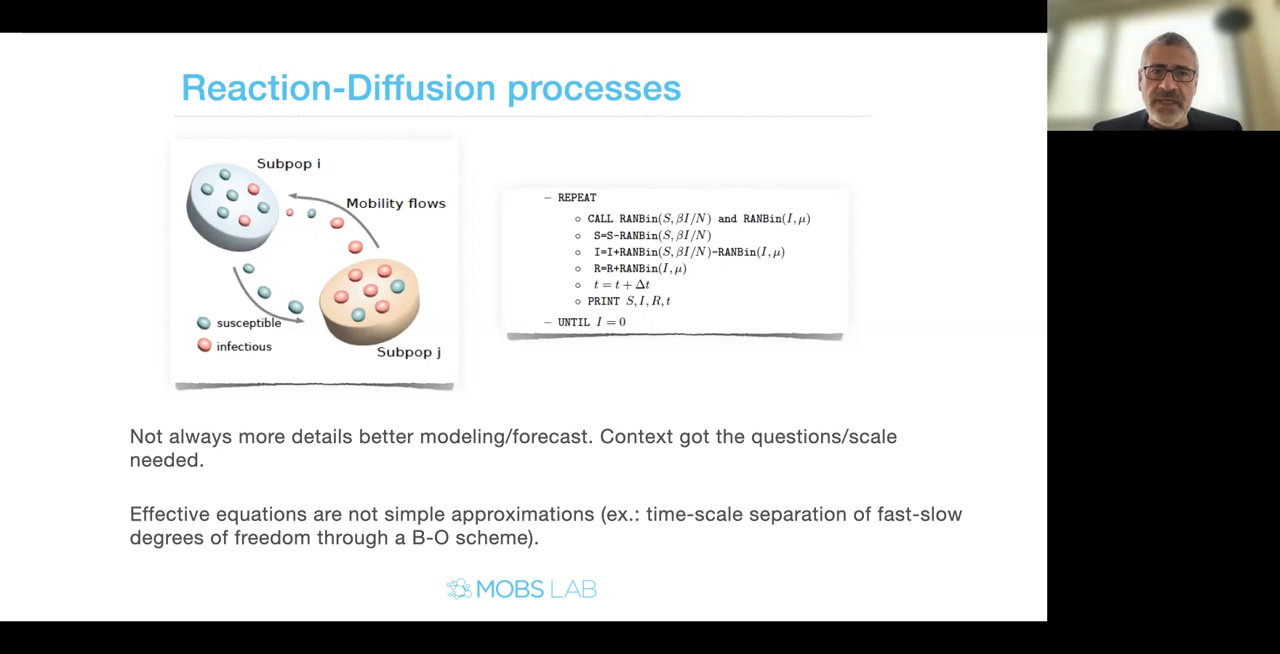 Reaction-Diffusion processes
Subpop i
Mobility flows
susceptible
infectious
Subpop j
– REPEAT
○ CALL RANBin(S, βI/N) and RANBin(I, μ)
○ S=S-RANBin(S, βI/N)
○ I=I+RANBin(S, βI/N)-RANBin(I, μ)
○ R=R+RANBin(I, μ)
○ t = t + Δt
○ PRINT S, I, R, t
– UNTIL I = 0
Not always more details better modeling/forecast. Context got the questions/scale
needed.
Effective equations are not simple approximations (ex.: time-scale separation of fast-slow
degrees of freedom through a B-O scheme).
MOBS LAB